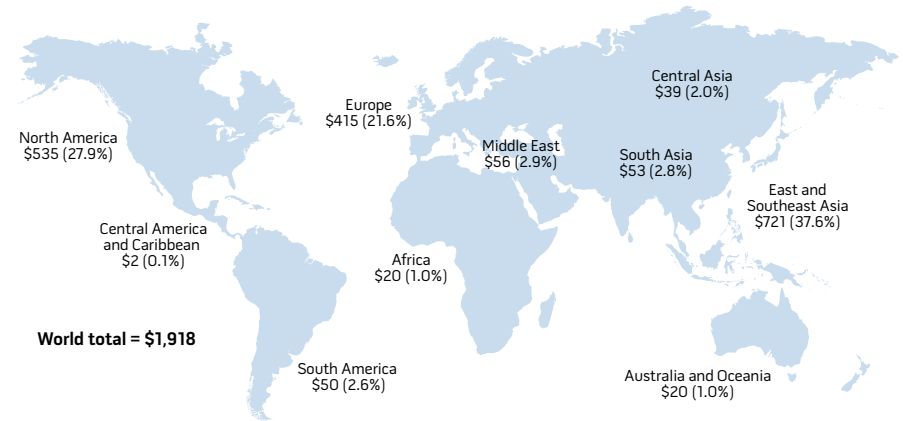 Central Asia
$39 (2.0%)
Europe
$415 (21.6%)
North America
$535 (27.9%)
Middle East
$56 (2.9%)
South Asia
$53 (2.8%)
East and
Southeast Asia
$721 (37.6%)
Central America
and Caribbean
$2 (0.1%)
Africa
$20 (1.0%)
World total = $1,918
South America
$50 (2.6%)
Australia and Oceania
$20 (1.0%)